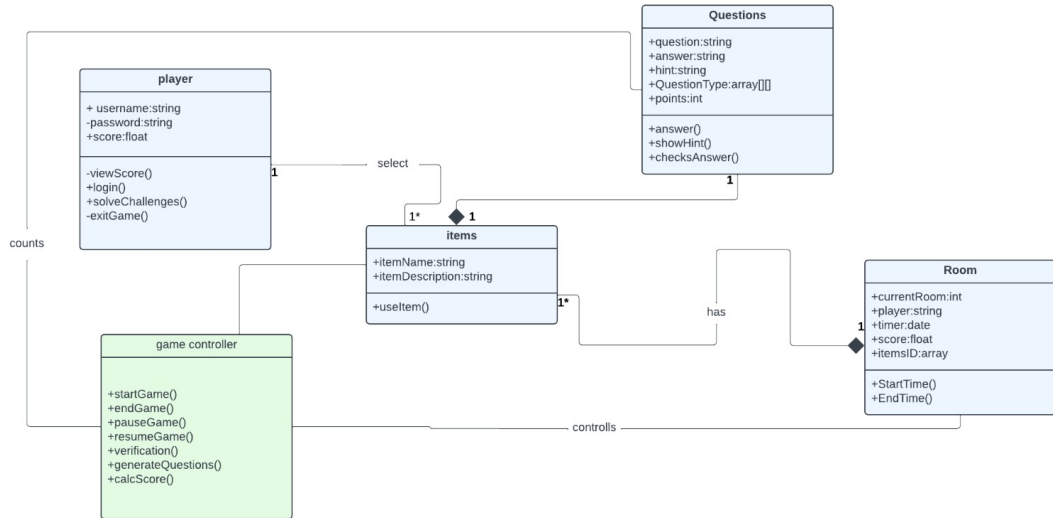 Questions
+question:string
+answer:string
+hint:string
+QuestionType:array[][]
+points:int
+answer()
+showHint()
+checksAnswer()
1
player
+ username:string
-password:string
+score:float
-viewScore()
+login()
+solveChallenges()
-exitGame()
1
select
1*
1
counts
items
+itemName:string
+itemDescription:string
+useItem()
1*
has
1
Room
+currentRoom:int
+player:string
+timer:date
+score:float
+itemsID:array
+StartTime()
+EndTime()
game controller
+startGame()
+endGame()
+pauseGame()
+resumeGame()
+verification()
+generateQuestions()
+calcScore()
controlls